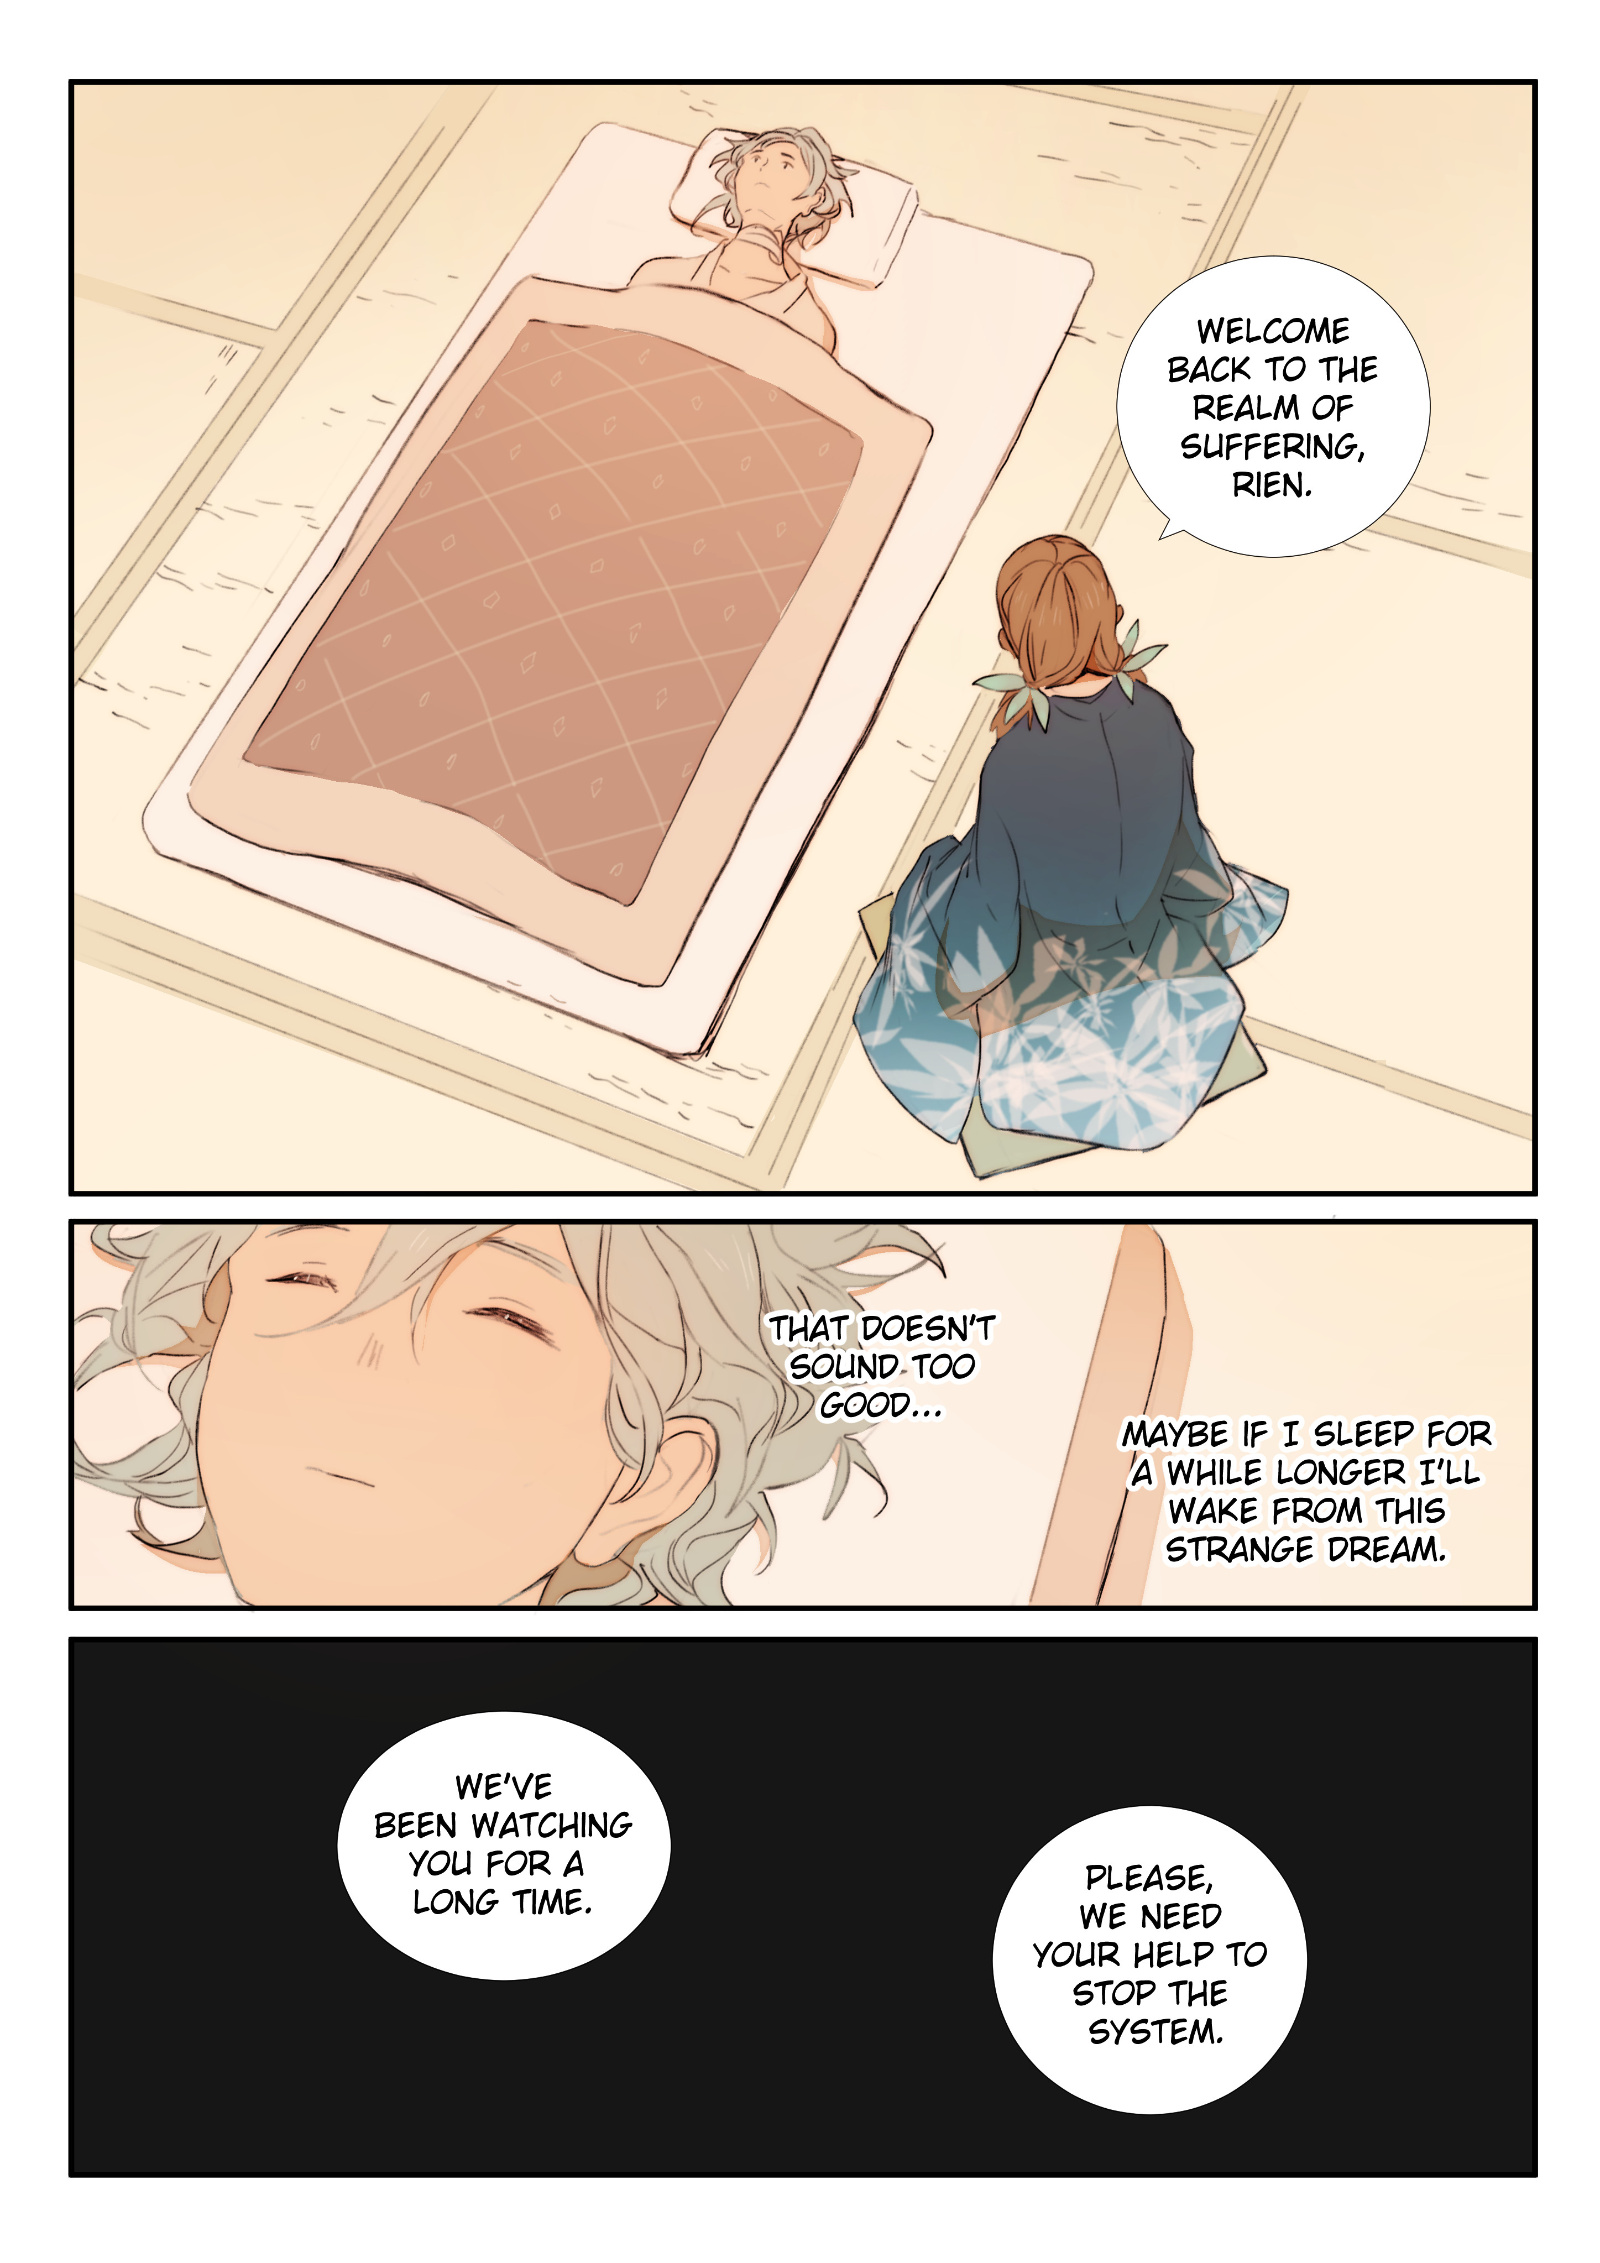 WELCOME
BACK TO THE
REALM OF
SUFFERING,
RIEN.
THAT DOESN'T
SOUND TOO
GOOD...
MAYBE IF I SLEEP FOR
A WHILE LONGER I'LL
WAKE FROM THIS
STRANGE DREAM.
WE'VE
BEEN WATCHING
YOU FOR A
LONG TIME.
PLEASE,
WE NEED
YOUR HELP TO
STOP THE
SYSTEM.